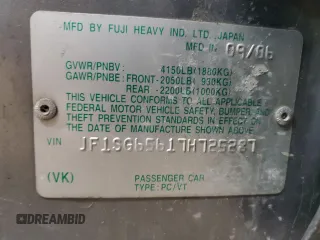 MFD BY FUJI HEAVY IND. LTD. JAPAN
MFD IN 09/06
GVWR/PNBV: 4150LB(1880KG)
GAWR/PNBE: FRONT-2050LB( 930KG)
REAR -2200LB(1000KG)
THIS VEHICLE CONFORMS TO ALL APPLICABLE
FEDERAL MOTOR VEHICLE SAFETY, BUMPER, AND
THEFT PREVENTION STANDARDS IN EFFECT ON
THE DATE OF MANUFACTURE SHOWN ABOVE.
VIN JF1SG65617H726287
(VK) PASSENGER CAR
TYPE: PC/VT
DREAMBID